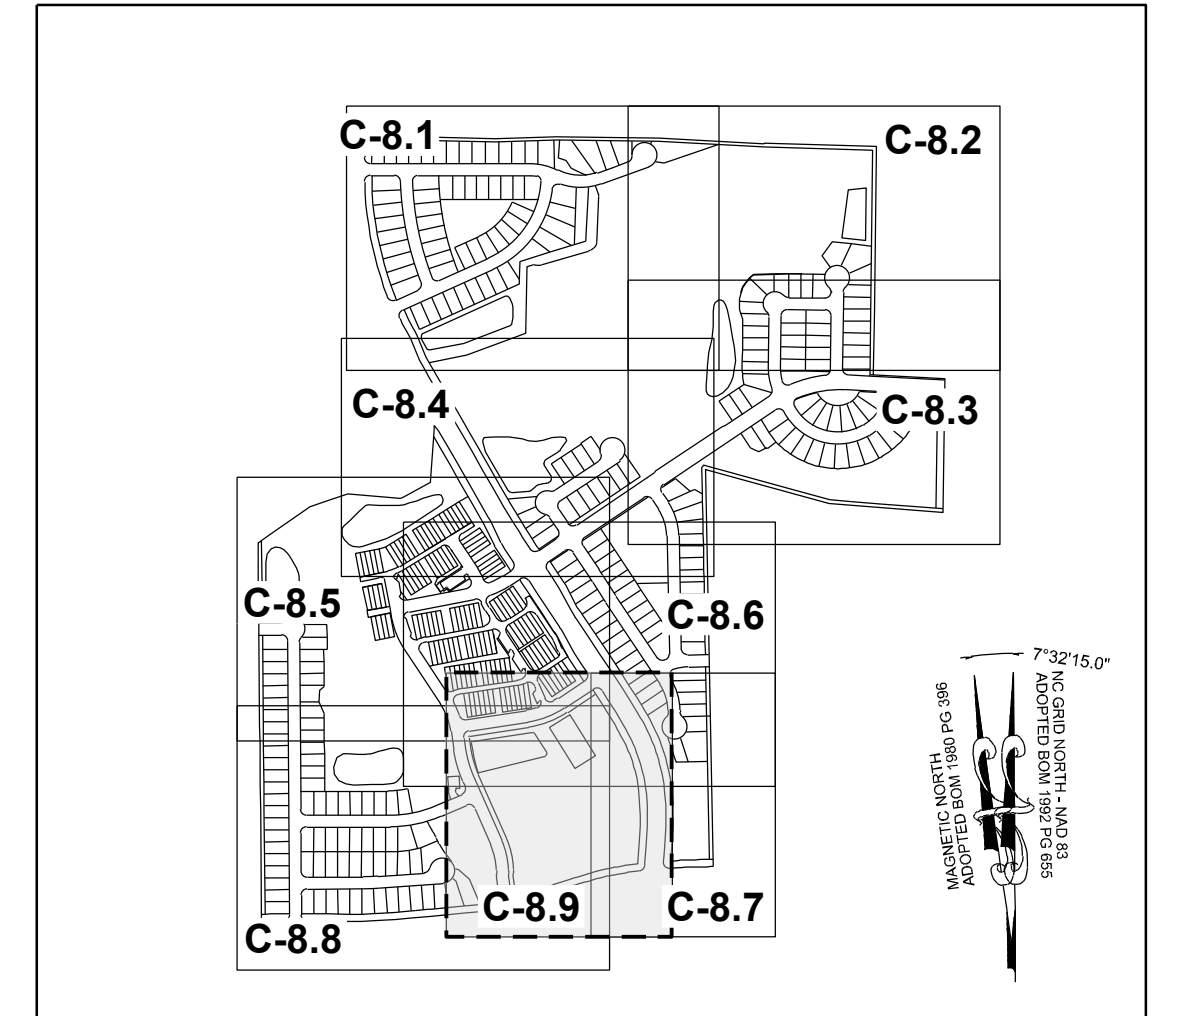 C-8.1
C-8.2
C-8.4
C-8.3
C-8.5
C-8.6
7°32'15.0"
MAGNETIC NORTH
ADOPTED BOM 1980 PG 396
NC GRID NORTH - NAD 83
ADOPTED BOM 1992 PG 655
C-8.9
C-8.7
C-8.8